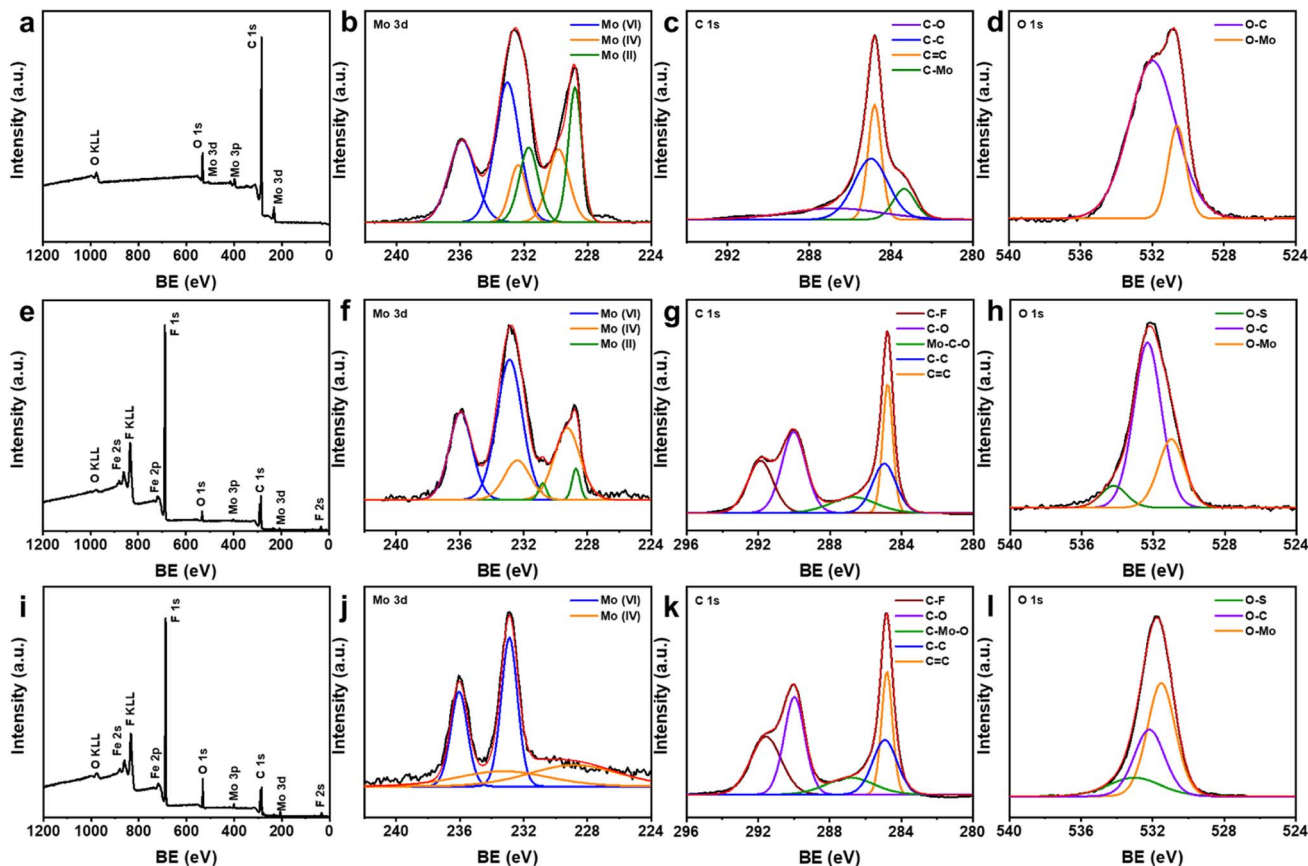 a
Intensity (a.u.)
O KLL
O 1s
Mo 3d
Mo 3p
C 1s
Mo 3d
1200 1000 800 600 400 200 0
BE (eV)
b
Mo 3d
Mo (VI)
Mo (IV)
Mo (II)
Intensity (a.u.)
240 236 232 228 224
BE (eV)
c
C 1s
C-O
C-C
C=C
C-Mo
Intensity (a.u.)
294 288 284 280
BE (eV)
d
O 1s
O-C
O-Mo
Intensity (a.u.)
540 536 531 528 524
BE (eV)
e
Intensity (a.u.)
O KLL
Fe 2s
F KLL
Fe 2p
F 1s
O 1s
Mo 3p
C 1s
Mo 3d
F 2s
1200 1000 800 600 400 200 0
BE (eV)
f
Mo 3d
Mo (VI)
Mo (IV)
Mo (II)
Intensity (a.u.)
240 236 232 228 224
BE (eV)
g
C 1s
C-F
C-O
Mo-C-O
C-C
C=C
Intensity (a.u.)
296 292 288 284 280
BE (eV)
h
O 1s
O-S
O-C
O-Mo
Intensity (a.u.)
540 536 531 528 524
BE (eV)
i
Intensity (a.u.)
O KLL
Fe 2s
F KLL
Fe 2p
F 1s
O 1s
Mo 3p
C 1s
Mo 3d
F 2s
1200 1000 800 600 400 200 0
BE (eV)
j
Mo 3d
Mo (VI)
Mo (IV)
Intensity (a.u.)
240 236 232 228 224
BE (eV)
k
C 1s
C-F
C-O
C-Mo-O
C-C
C=C
Intensity (a.u.)
296 292 288 284 280
BE (eV)
l
O 1s
O-S
O-C
O-Mo
Intensity (a.u.)
540 536 531 528 524
BE (eV)